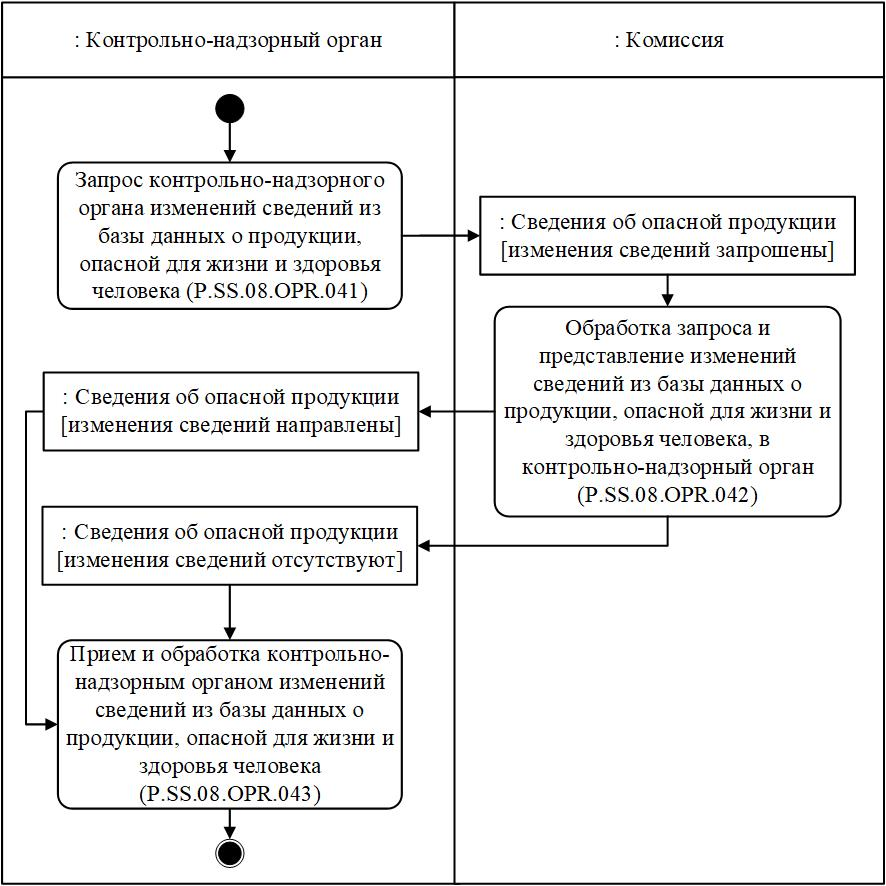 : Контрольно-надзорный орган
: Комиссия
Запрос контрольно-надзорного
органа изменений сведений из
базы данных о продукции,
опасной для жизни и здоровья
человека (P.SS.08.OPR.041)
: Сведения об опасной продукции
[изменения сведений запрошены]
Обработка запроса и
представление изменений
сведений из базы данных о
продукции, опасной для жизни и
здоровья человека, в
контрольно-надзорный орган
(P.SS.08.OPR.042)
: Сведения об опасной продукции
[изменения сведений направлены]
: Сведения об опасной продукции
[изменения сведений отсутствуют]
Прием и обработка контрольно-
надзорным органом изменений
сведений из базы данных о
продукции, опасной для жизни и
здоровья человека
(P.SS.08.OPR.043)